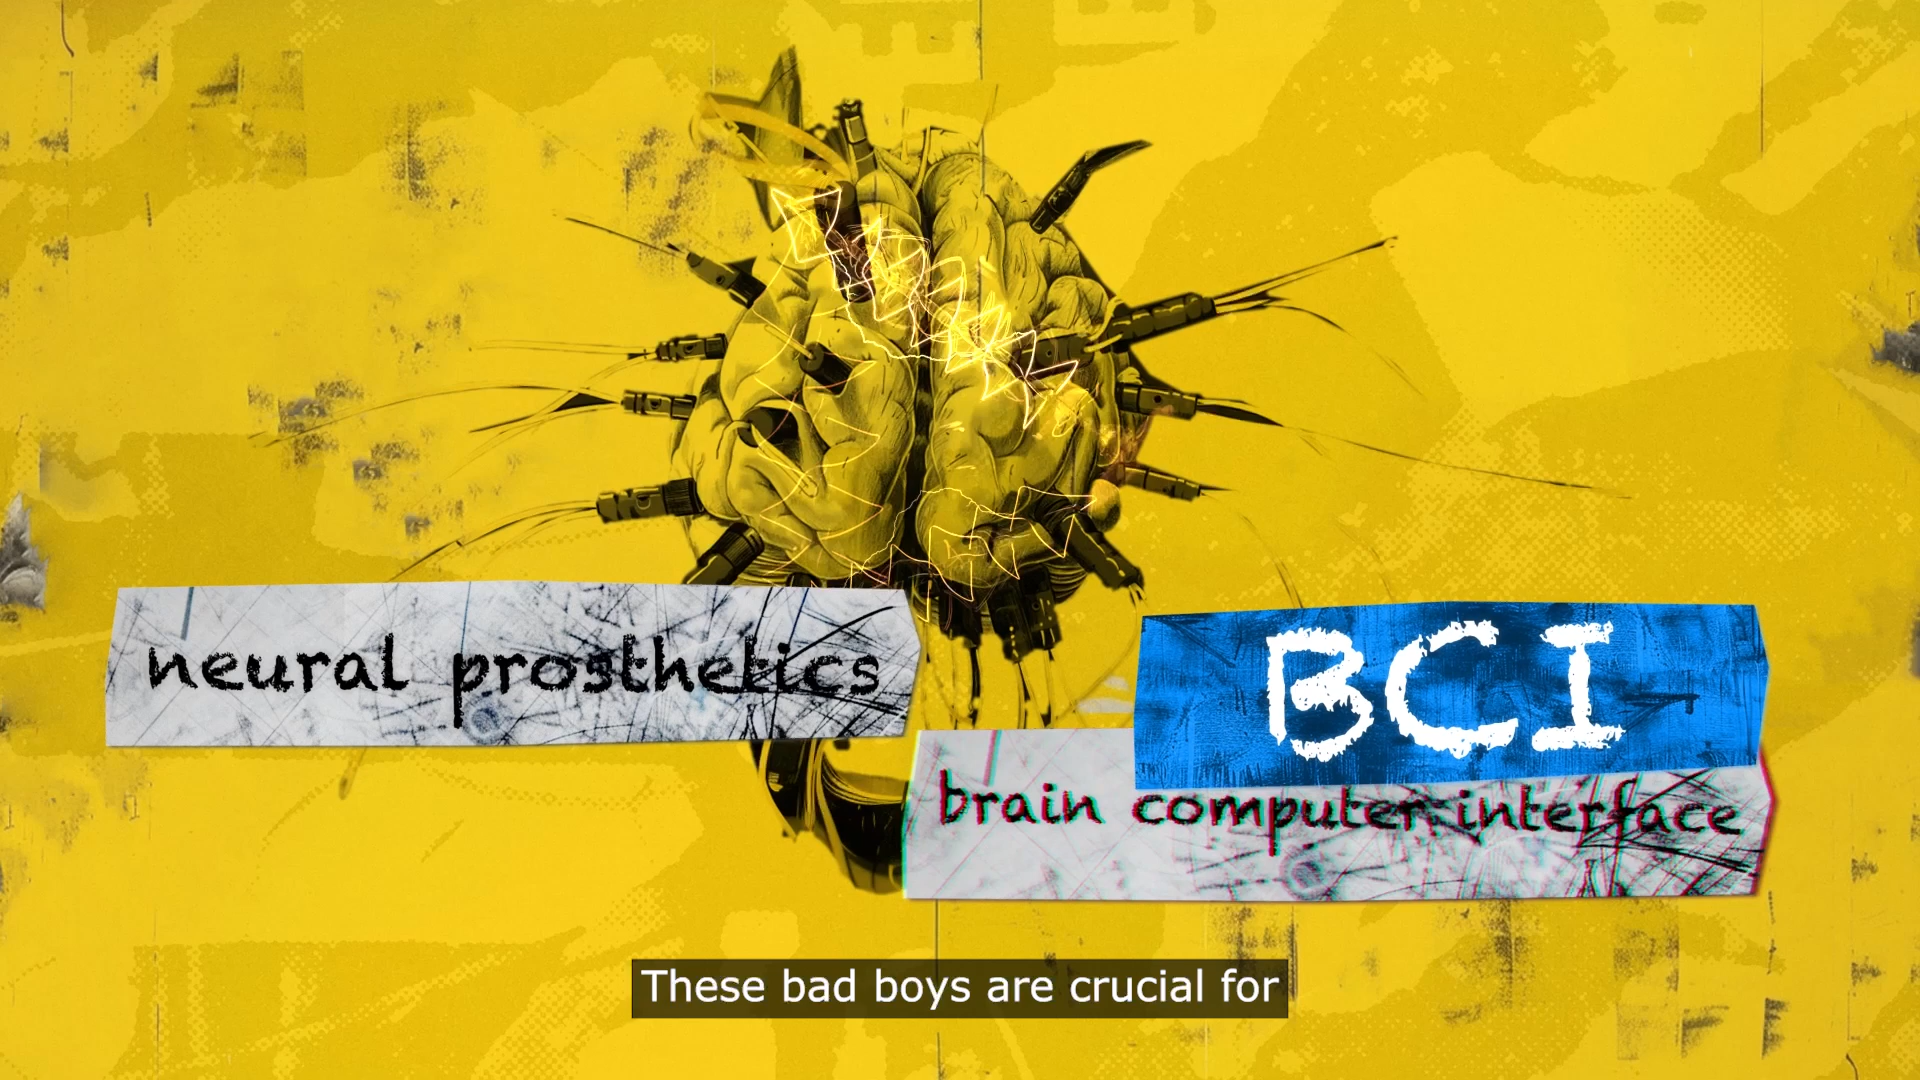 neural prosthetics
BCI
brain computer interface
These bad boys are crucial for